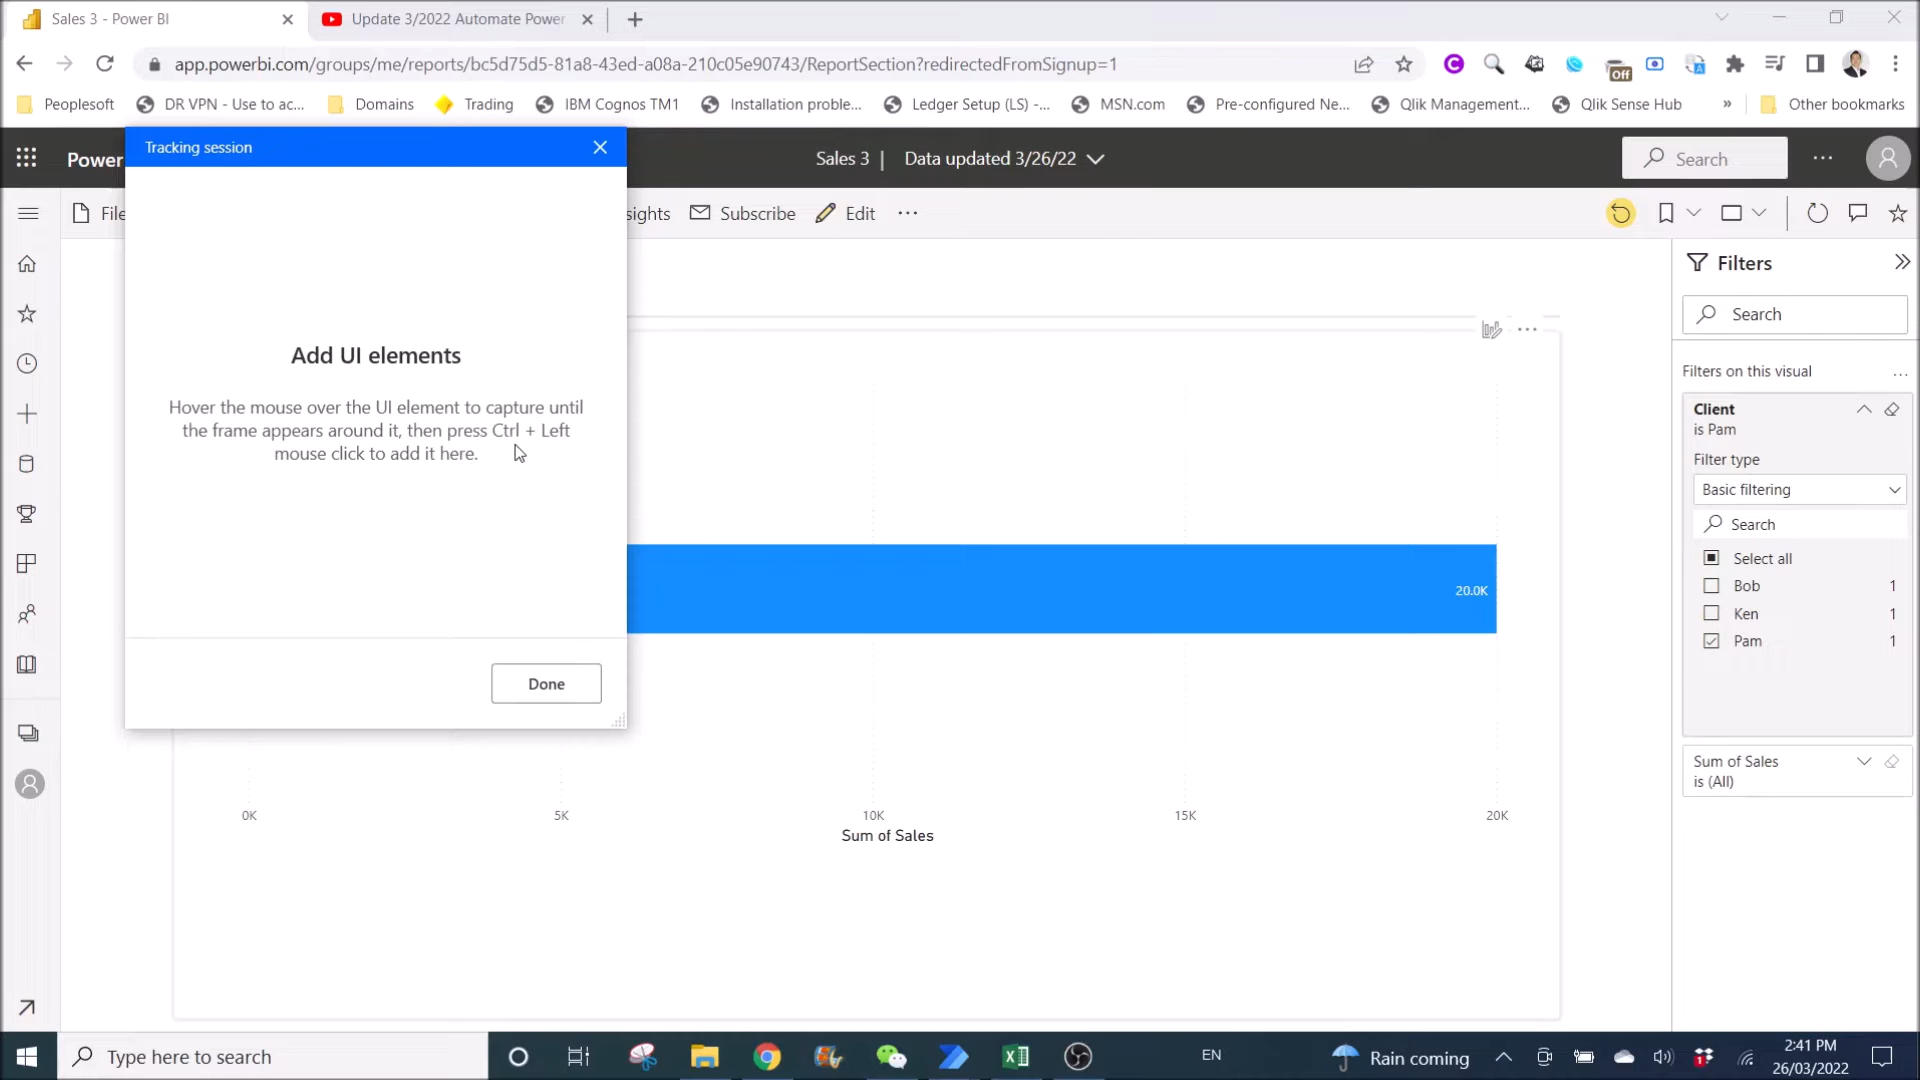 Sales 3 - Power BI
Update 3/2022 Automate Power
app.powerbi.com/groups/me/reports/bc5d75d5-81a8-43ed-a08a-210c05e90743/ReportSection?redirectedFromSignup=1
Off
Peoplesoft
DR VPN - Use to ac...
Domains
Trading
IBM Cognos TM1
Installation proble...
Ledger Setup (LS) -...
MSN.com
Pre-configured Ne...
Qlik Management...
Qlik Sense Hub
»
Other bookmarks
Tracking session
Power
Sales 3 | Data updated 3/26/22
Search
File
sights
Subscribe
Edit
Filters
Search
Add UI elements
Hover the mouse over the UI element to capture until
the frame appears around it, then press Ctrl + Left
mouse click to add it here.
Done
Filters on this visual
Client
is Pam
Filter type
Basic filtering
Search
Select all
Bob 1
Ken 1
Pam 1
20.0K
Sum of Sales
is (All)
0K 5K 10K 15K 20K
Sum of Sales
Type here to search
EN
Rain coming
1
2:41 PM
26/03/2022